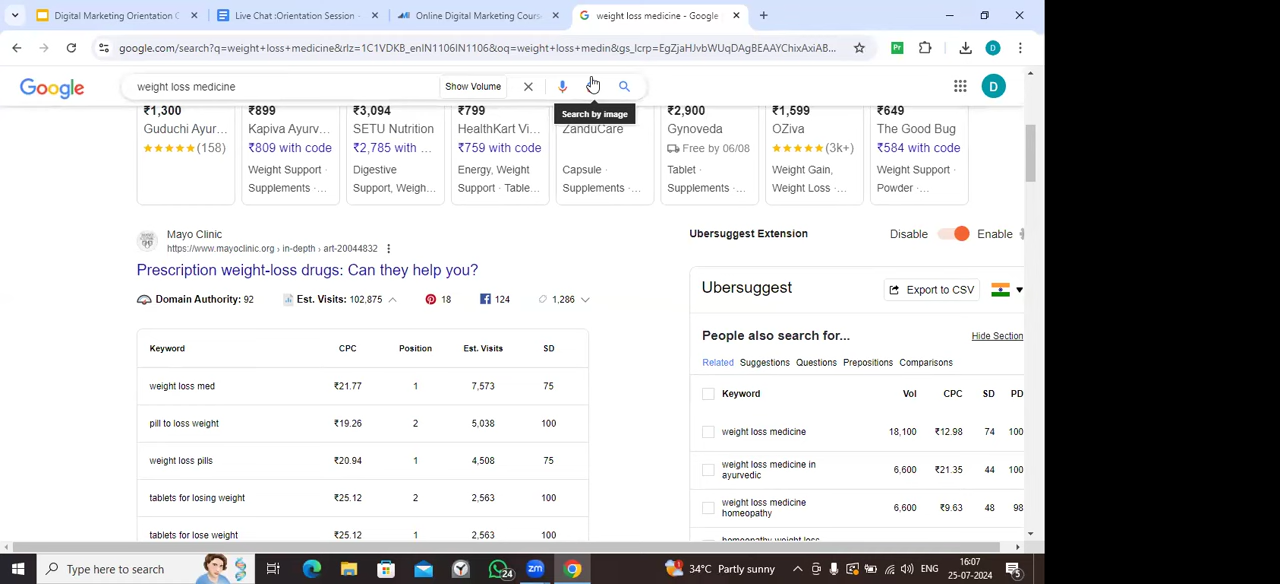 Digital Marketing Orientation C
Live Chat :Orientation Session -
Online Digital Marketing Cours
weight loss medicine - Google
google.com/search?q=weight+loss+medicine&sc=1C1VDKB_enIN1106IN1106&oq=weight+loss+medin&gs_lcrp=EgZjaHJvbWUqDAgBEAAYChixAxiAB...
Pr
D
Google
weight loss medicine
Search by image
D
₹1,300
Guduchi Ayur...
(158)
₹899
Kapiva Ayurv...
₹809 with code
Weight Support ·
Supplements · ...
₹3,094
SETU Nutrition
₹2,785 with ...
Digestive
Support, Weigh...
₹799
HealthKart Vi...
₹759 with code
Energy, Weight
Support · Table...
ZanduCare
Capsule
Supplements · ...
₹2,900
Gynoveda
Free by 06/08
Tablet ·
Supplements · ...
₹1,599
OZiva
(3k+)
Weight Gain,
Weight Loss · ...
₹649
The Good Bug
₹584 with code
Weight Support ·
Powder · ...
Mayo Clinic
https://www.mayoclinic.org › in-depth › art-20044832
Prescription weight-loss drugs: Can they help you?
Domain Authority: 92
Est. Visits: 102,875
18
124
1,286
Keyword CPC Position Est. Visits SD
weight loss med ₹21.77 1 7,573 75
pill to loss weight ₹19.26 2 5,038 100
weight loss pills 1 4,508 75
tablets for losing weight 2 2,563 100
tablets for lose weight 1 2,563 100
Ubersuggest Extension
Disable
Enable
Ubersuggest
Export to CSV
People also search for...
Hide Section
Related Suggestions Questions Prepositions Comparisons
Keyword Vol CPC SD PD
weight loss medicine 18,100 ₹12.98 74 100
weight loss medicine in
ayurvedic 6,600 ₹21.35 44 100
weight loss medicine
homeopathy 6,600 ₹9.63 48 98
Type here to search
24
zm
34°C Partly sunny
ENG
16:07
25-07-2024
5